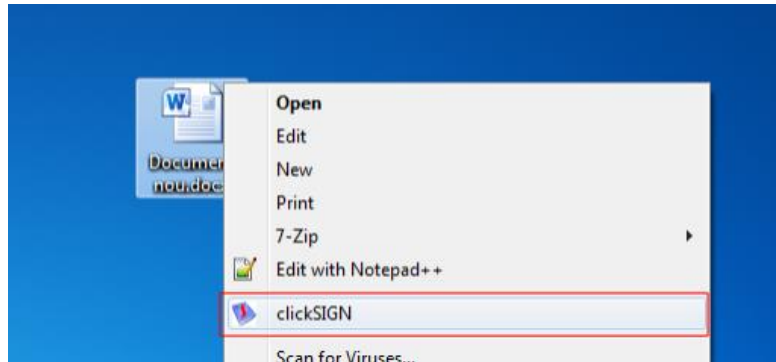 W
Documen
nou.doc
Open
Edit
New
Print
7-Zip
Edit with Notepad++
clickSIGN
Scan for Viruses...